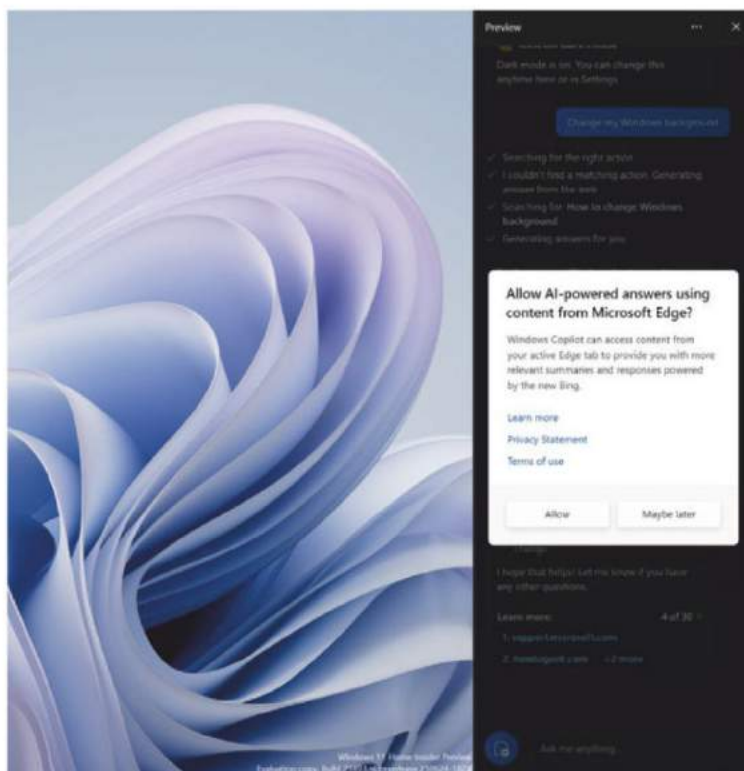 Preview
Dark mode is on. You can change this
anytime here or in Settings
Change my Windows background
Searching for the right action
I couldn't find a matching action. Generating
answer from the web
Searching for: How to change Windows
background
Generating answers for you
Allow AI-powered answers using
content from Microsoft Edge?
Windows Copilot can access content from
your active Edge tab to provide you with more
relevant summaries and responses powered
by the new Bing.
Learn more
Privacy Statement
Terms of use
Allow
Maybe later
change
I hope that helps! Let me know if you have
any other questions.
Learn more:
4 of 30
1. support.microsoft.com
2. +2 more
Ask me anything...
Windows 11 Home Insider Preview
Evaluation copy. Build